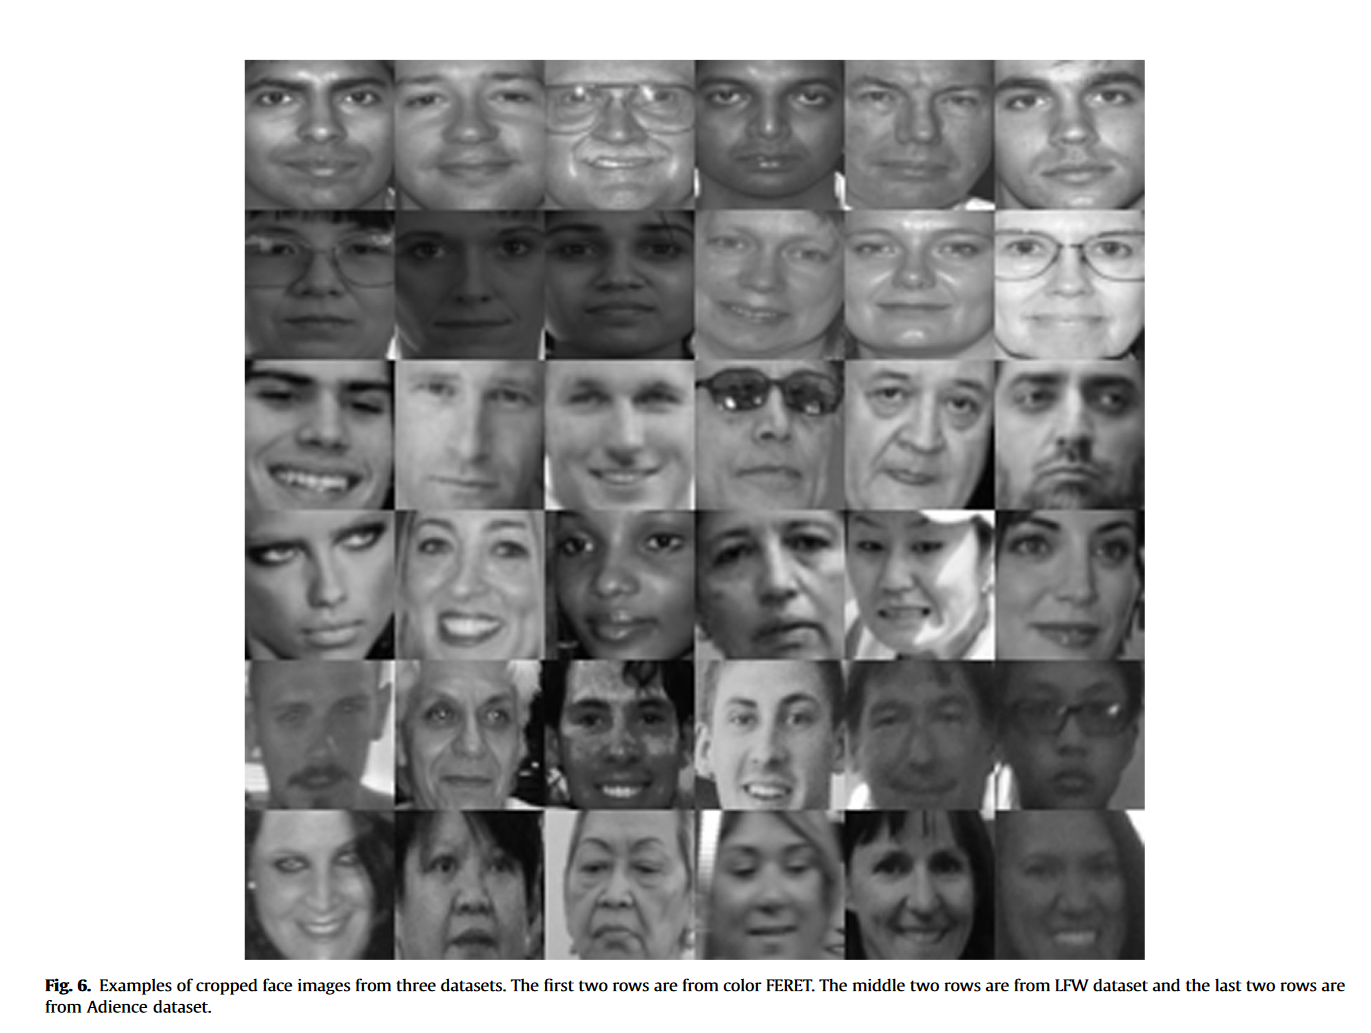 Fig. 6. Examples of cropped face images from three datasets. The first two rows are from color FERET. The middle two rows are from LFW dataset and the last two rows are
from Adience dataset.